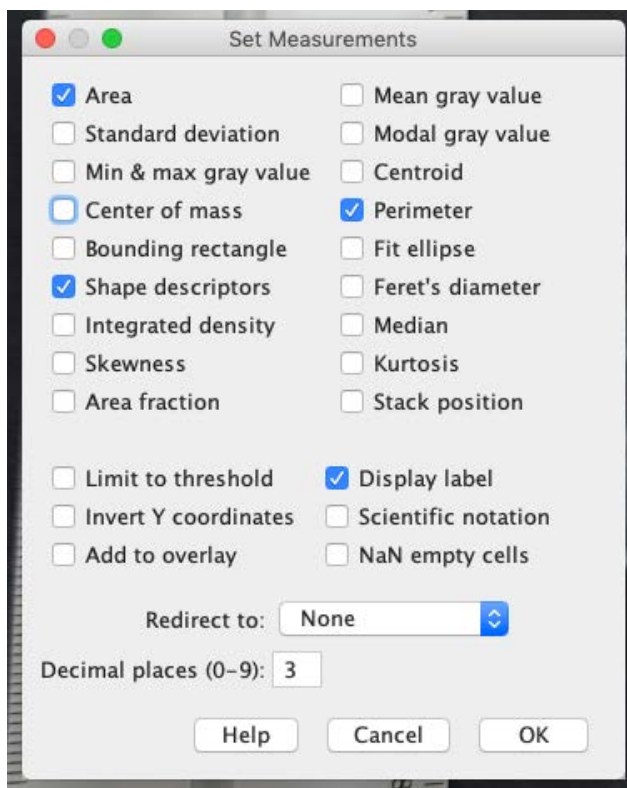 Set Measurements
Area Mean gray value
Standard deviation Modal gray value
Min & max gray value Centroid
Center of mass Perimeter
Bounding rectangle Fit ellipse
Shape descriptors Feret's diameter
Integrated density Median
Skewness Kurtosis
Area fraction Stack position
Limit to threshold Display label
Invert Y coordinates Scientific notation
Add to overlay NaN empty cells
Redirect to: None
Decimal places (0-9): 3
Help Cancel OK